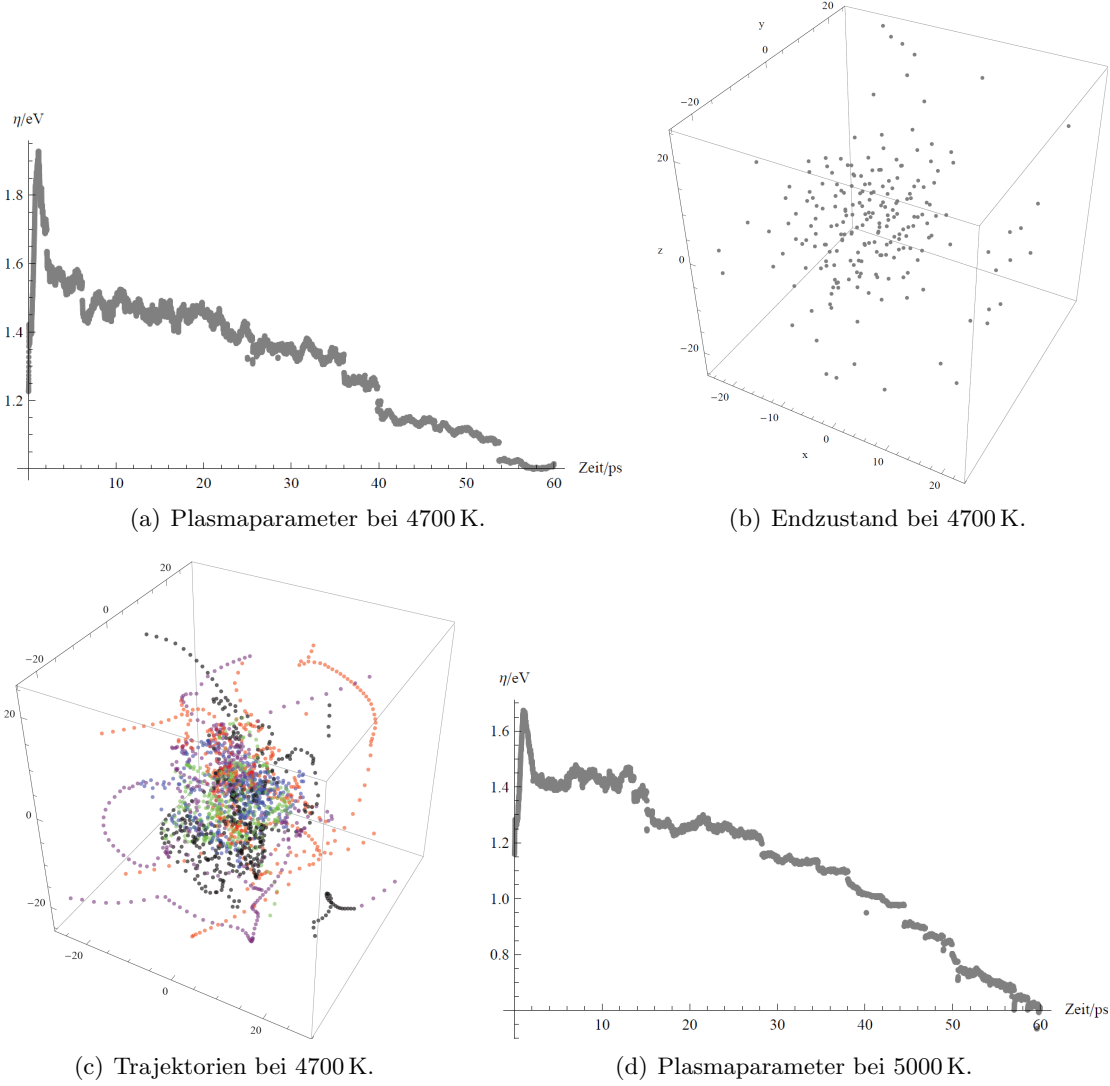 η/eV
1.8
1.6
1.4
1.2
10 20 30 40 50 60
Zeit/ps
(a) Plasmaparameter bei 4700 K.
20
y
0
−20
20
z
0
−20
−20
−10
0
x
10
20
(b) Endzustand bei 4700 K.
20
0
−20
20
0
−20
−20
0
20
(c) Trajektorien bei 4700 K.
η/eV
1.6
1.4
1.2
1.0
0.8
10 20 30 40 50 60
Zeit/ps
(d) Plasmaparameter bei 5000 K.